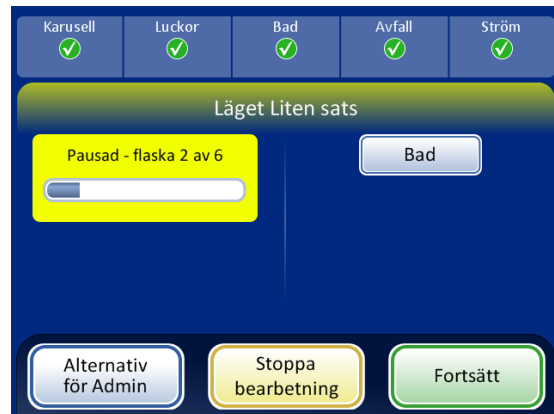 Karusell
Luckor
Bad
Avfall
Ström
Läget Liten sats
Pausad - flaska 2 av 6
Bad
Alternativ
för Admin
Stoppa
bearbetning
Fortsätt